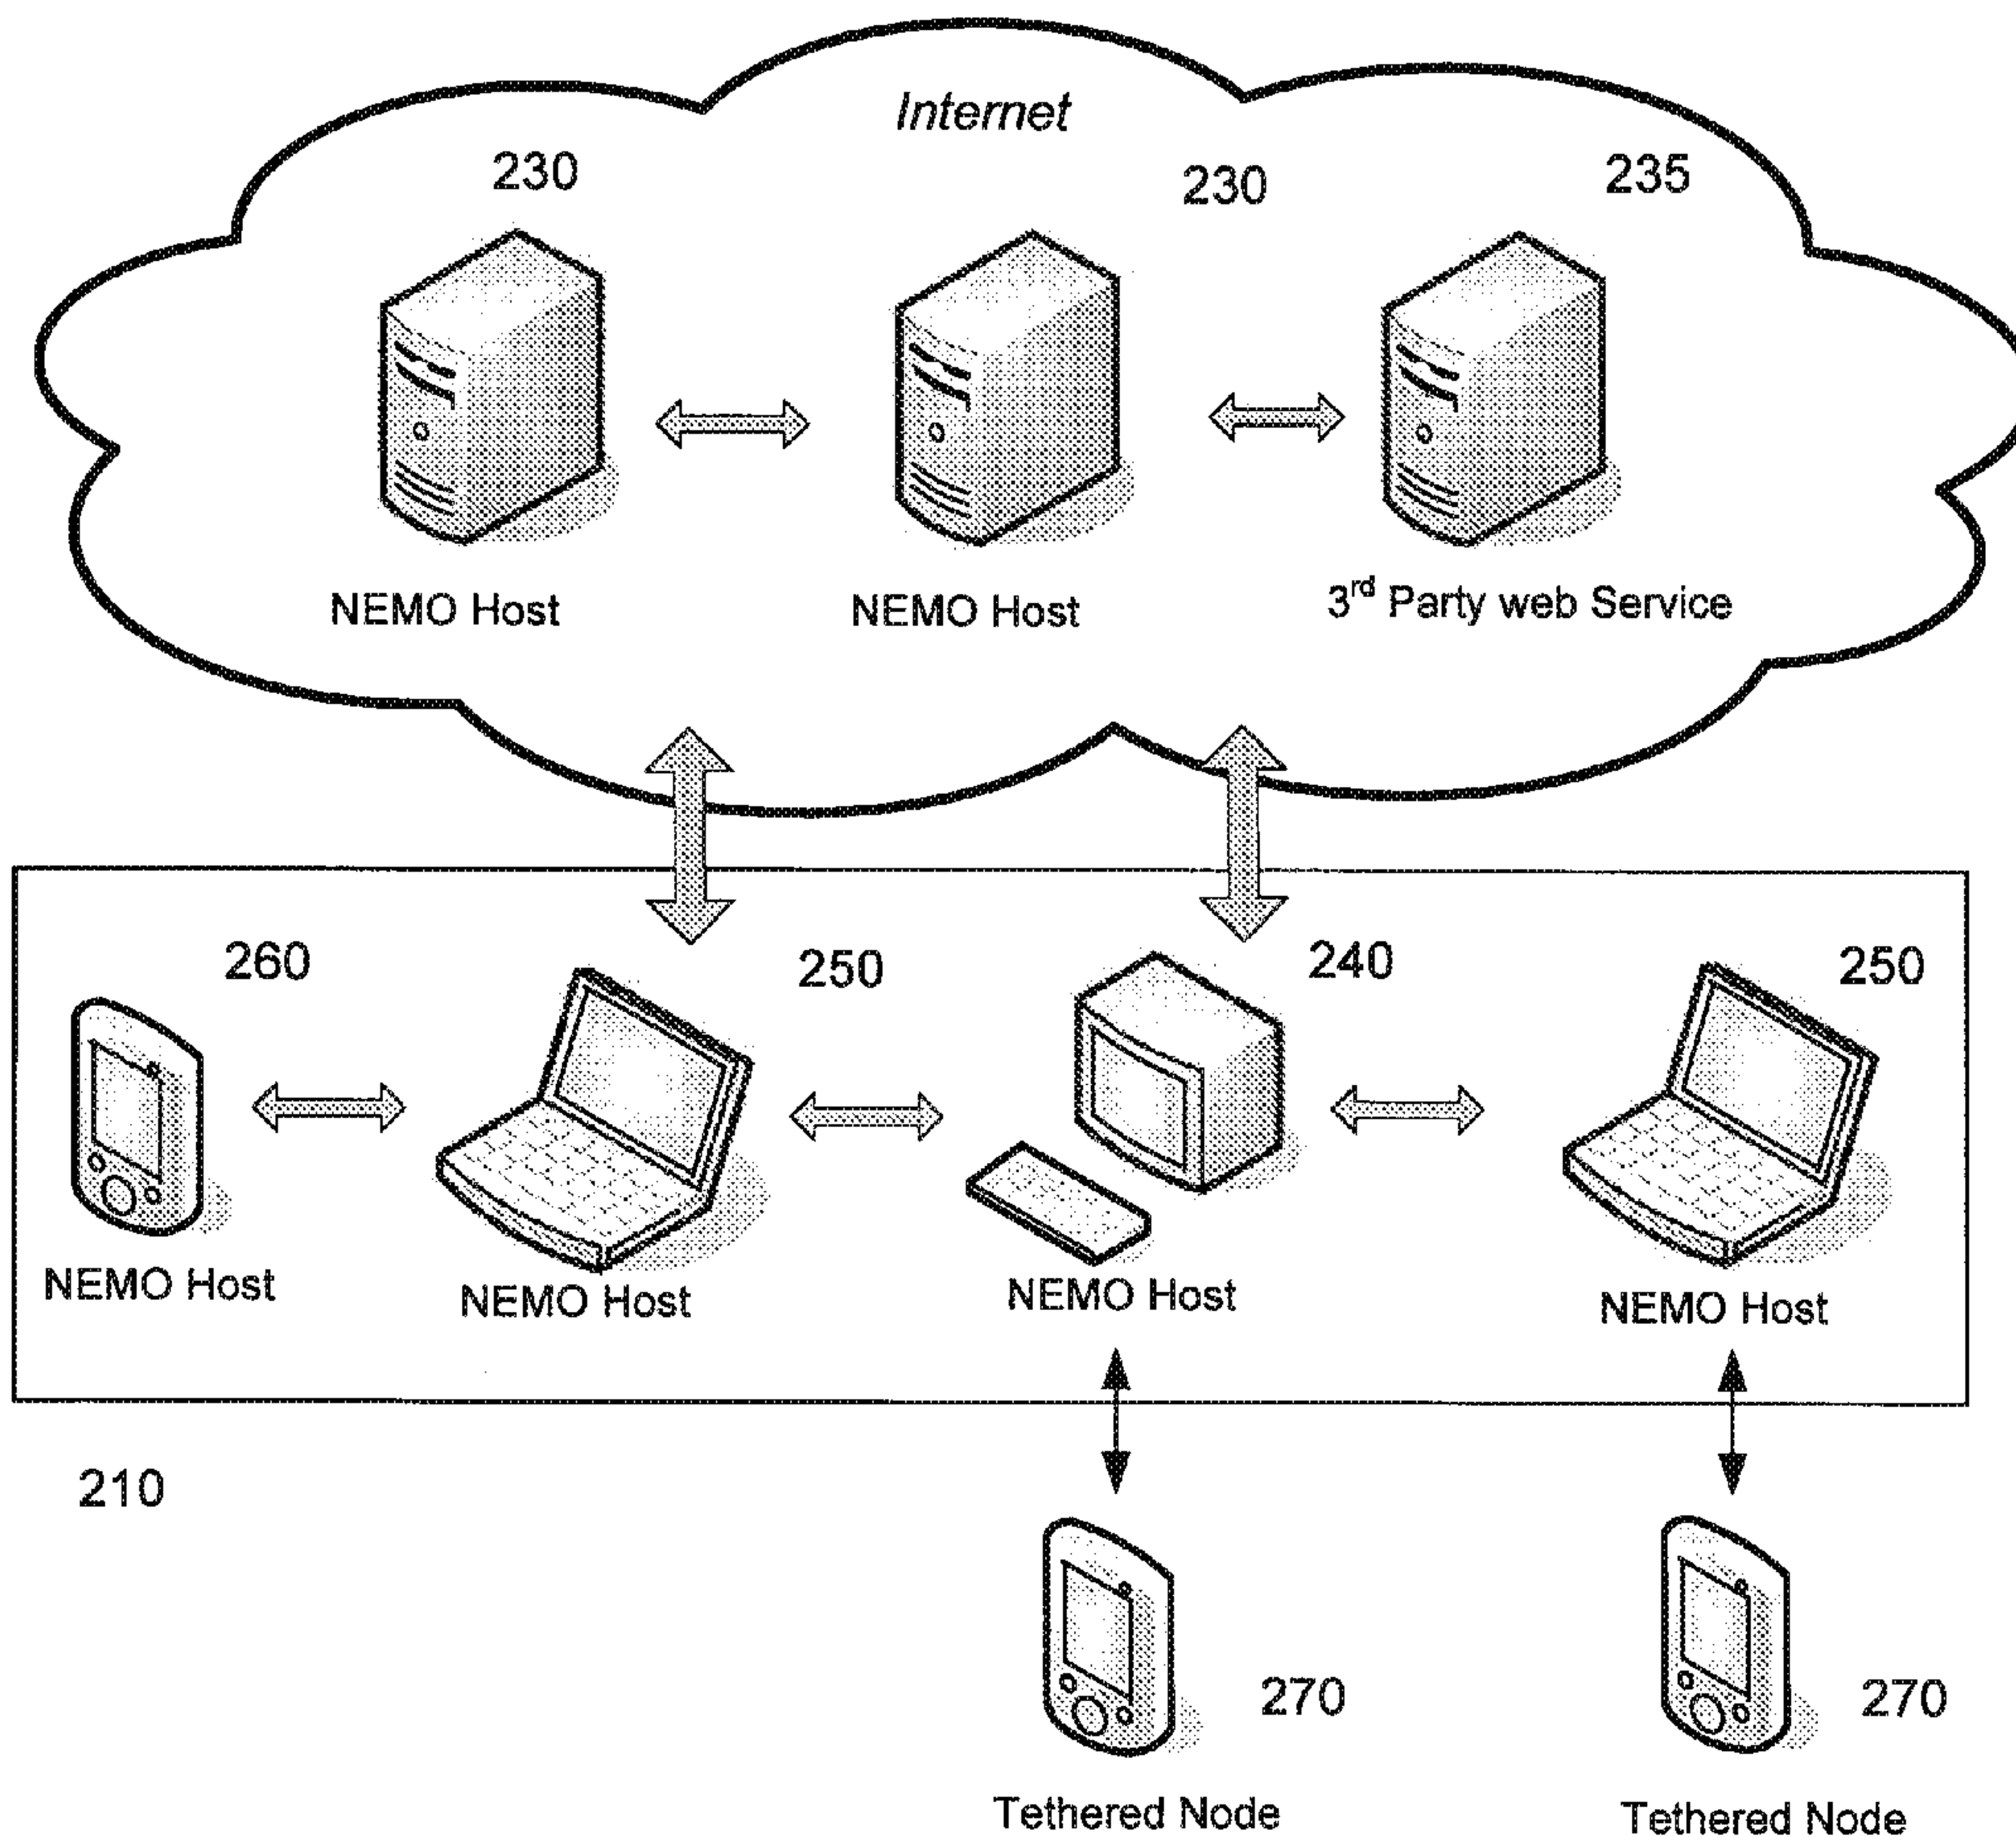 Internet
230
230
235
NEMO Host
NEMO Host
3rd Party web Service
260
250
240
250
NEMO Host
NEMO Host
NEMO Host
NEMO Host
210
270
270
Tethered Node
Tethered Node